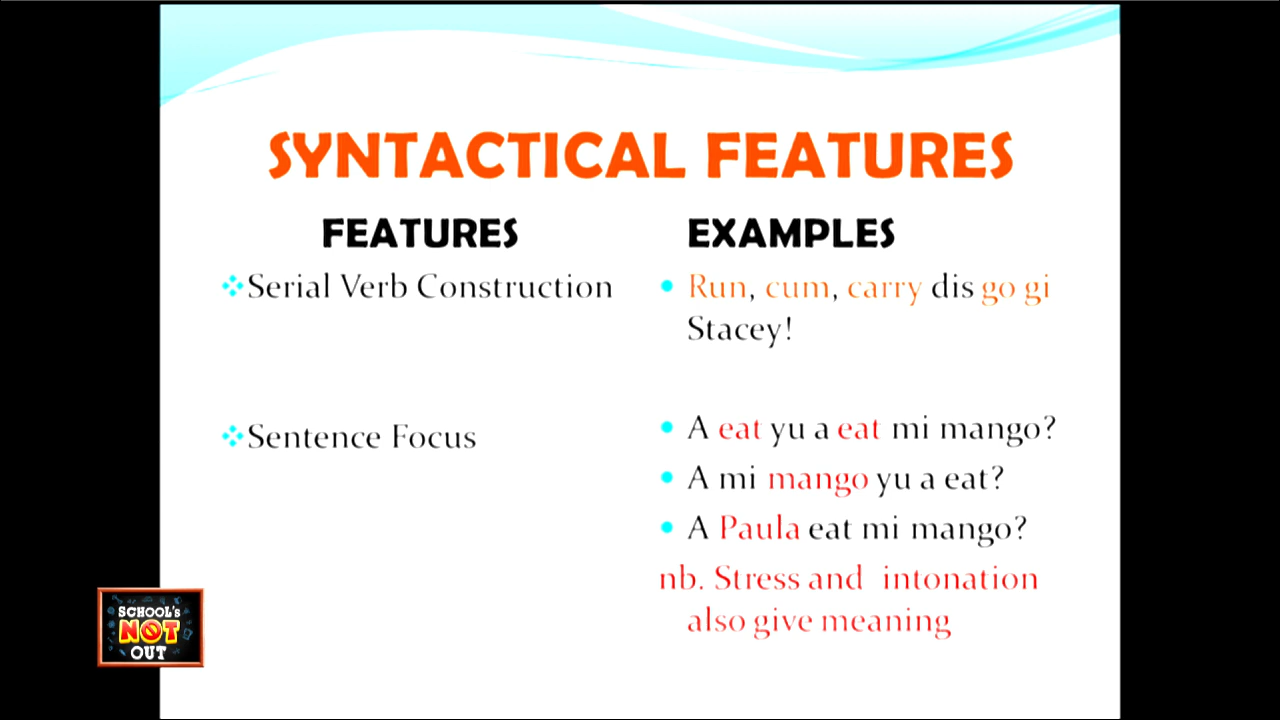 SYNTACTICAL FEATURES
FEATURES
EXAMPLES
Serial Verb Construction
Run, cum, carry dis go gi
Stacey!
Sentence Focus
A eat yu a eat mi mango?
A mi mango yu a eat?
A Paula eat mi mango?
nb. Stress and intonation
also give meaning
SCHOOL's
NOT
OUT